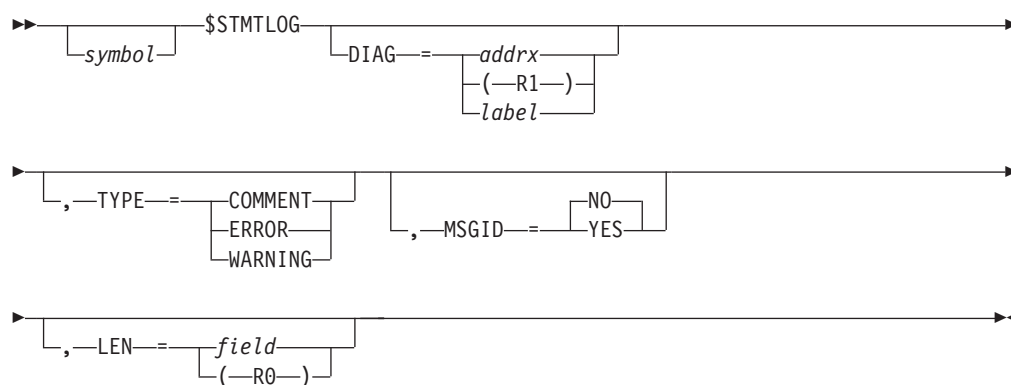 $STMTLOG
symbol
DIAG = addrx
( R1 )
label
, TYPE = COMMENT
ERROR
WARNING
NO
, MSGID = YES
, LEN = field
( R0 )